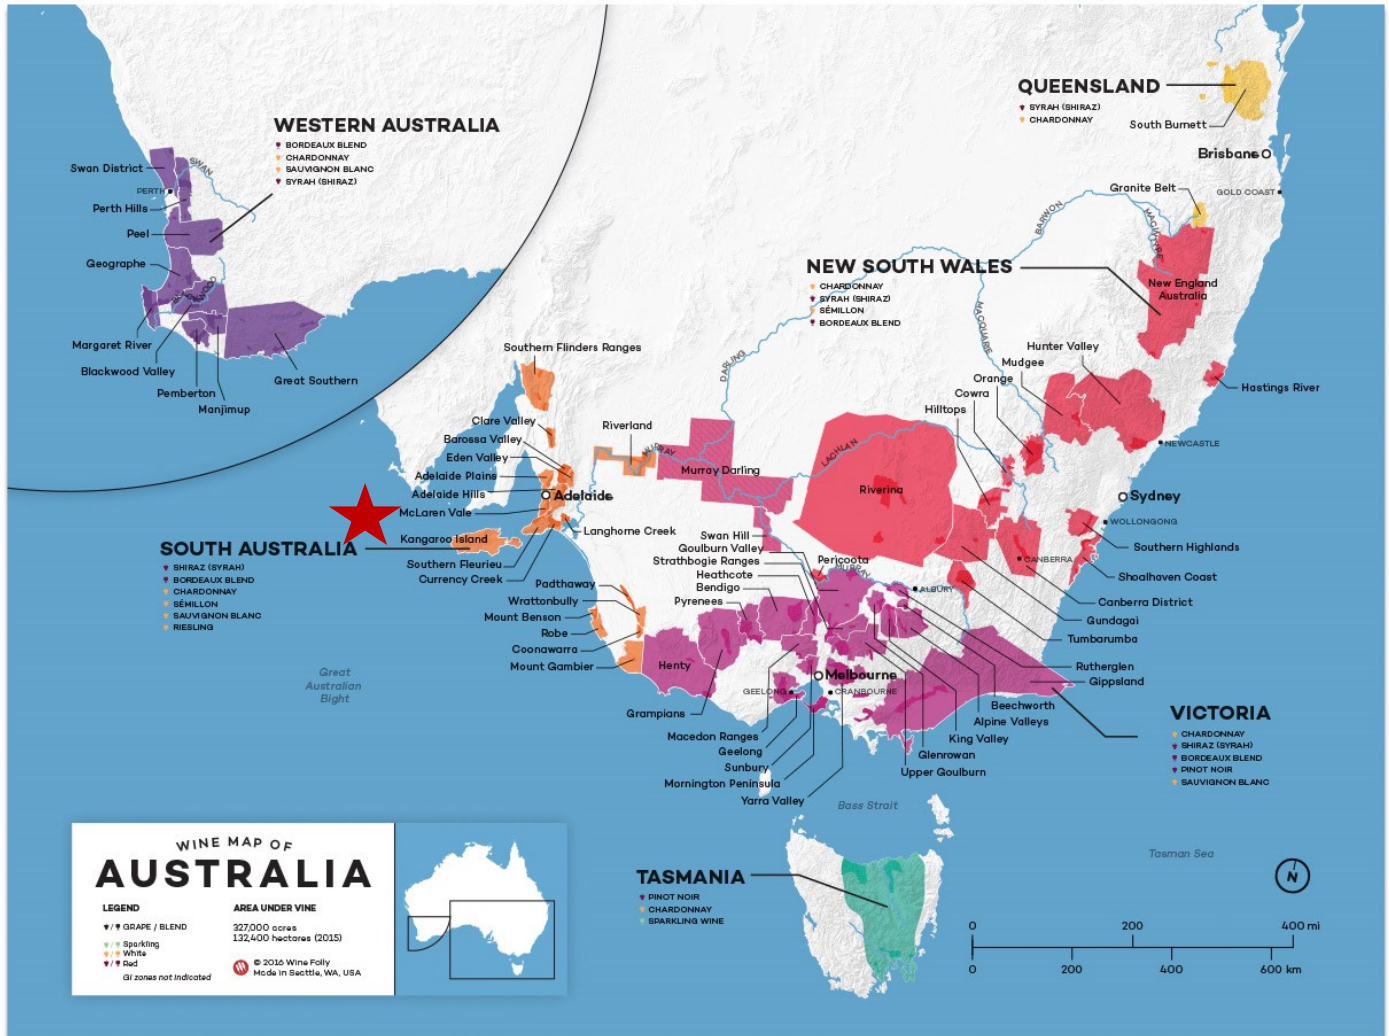 WESTERN AUSTRALIA
BORDEAUX BLEND
CHARDONNAY
SAUVIGNON BLANC
SYRAH (SHIRAZ)
Swan District
SWAN
PERTH
Perth Hills
Peel
Geographe
Margaret River
Blackwood Valley
Pemberton
Manjimup
Great Southern
QUEENSLAND
SYRAH (SHIRAZ)
CHARDONNAY
South Burnett
Brisbane
Granite Belt
GOLD COAST
BARWON
MACINTYRE
NEW SOUTH WALES
CHARDONNAY
SYRAH (SHIRAZ)
SÉMILLON
BORDEAUX BLEND
New England
Australia
MACQUARIE
DARLING
Hunter Valley
Mudgee
Orange
Cowra
Hilltops
Hastings River
NEWCASTLE
Sydney
WOLLONGONG
Southern Highlands
Shoalhaven Coast
CANBERRA
Canberra District
Gundagai
Tumbarumba
LACHLAN
Riverina
Southern Flinders Ranges
Clare Valley
Barossa Valley
Eden Valley
Adelaide Plains
Adelaide Hills
Adelaide
McLaren Vale
Kangaroo Island
Langhorne Creek
Southern Fleurieu
Currency Creek
Riverland
MURRAY
Murray Darling
SOUTH AUSTRALIA
SHIRAZ (SYRAH)
BORDEAUX BLEND
CHARDONNAY
SÉMILLON
SAUVIGNON BLANC
RIESLING
Padthaway
Wrattonbully
Mount Benson
Robe
Coonawarra
Mount Gambier
Swan Hill
Goulburn Valley
Strathbogie Ranges
Heathcote
Bendigo
Pyrenees
Pericoota
MURRAY
ALBURY
Henty
Grampians
GEELONG
Melbourne
CRANBOURNE
Macedon Ranges
Geelong
Sunbury
Mornington Peninsula
Yarra Valley
Rutherglen
Gippsland
Beechworth
Alpine Valleys
King Valley
Glenrowan
Upper Goulburn
VICTORIA
CHARDONNAY
SHIRAZ (SYRAH)
BORDEAUX BLEND
PINOT NOIR
SAUVIGNON BLANC
Great
Australian
Bight
Bass Strait
Tasman Sea
TASMANIA
PINOT NOIR
CHARDONNAY
SPARKLING WINE
WINE MAP OF
AUSTRALIA
LEGEND
GRAPE / BLEND
Sparkling
White
Red
GI zones not indicated
AREA UNDER VINE
327,000 acres
132,400 hectares (2015)
© 2016 Wine Folly
Made in Seattle, WA, USA
N
0 200 400 mi
0 200 400 600 km